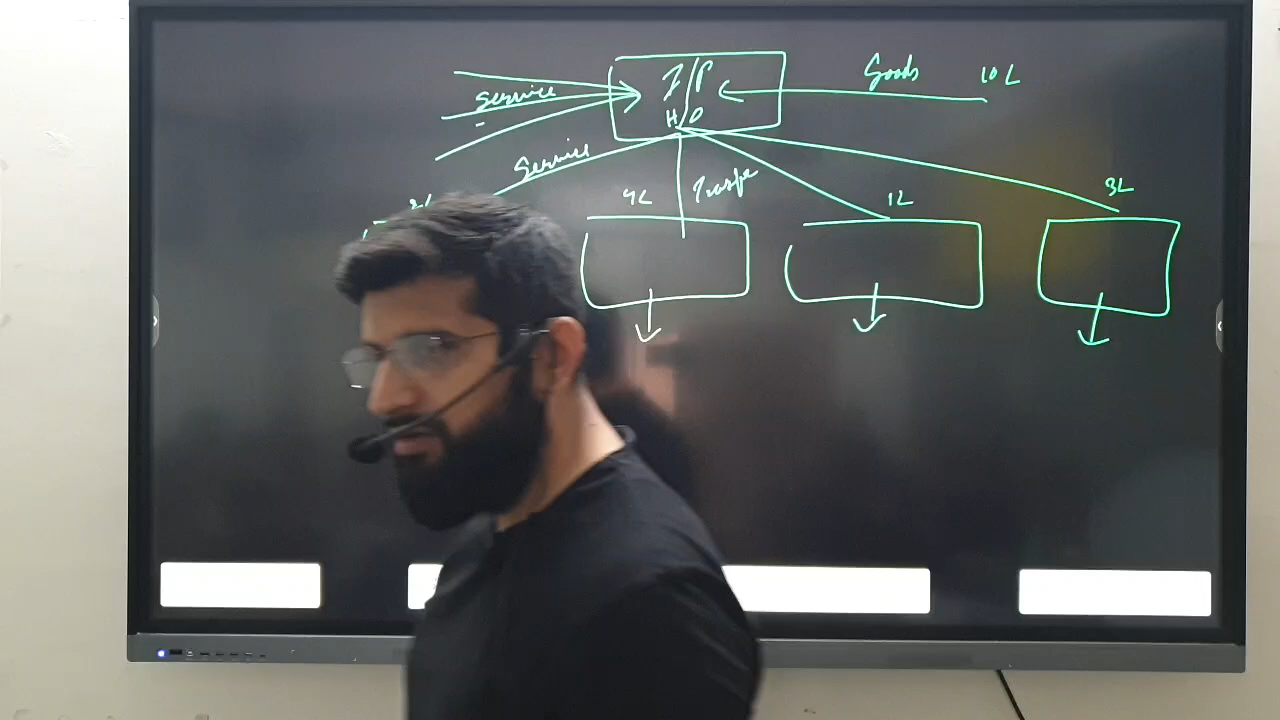 Goods 10 L
I/P
Service
H/O
Service
4L Transfer 1L 3L